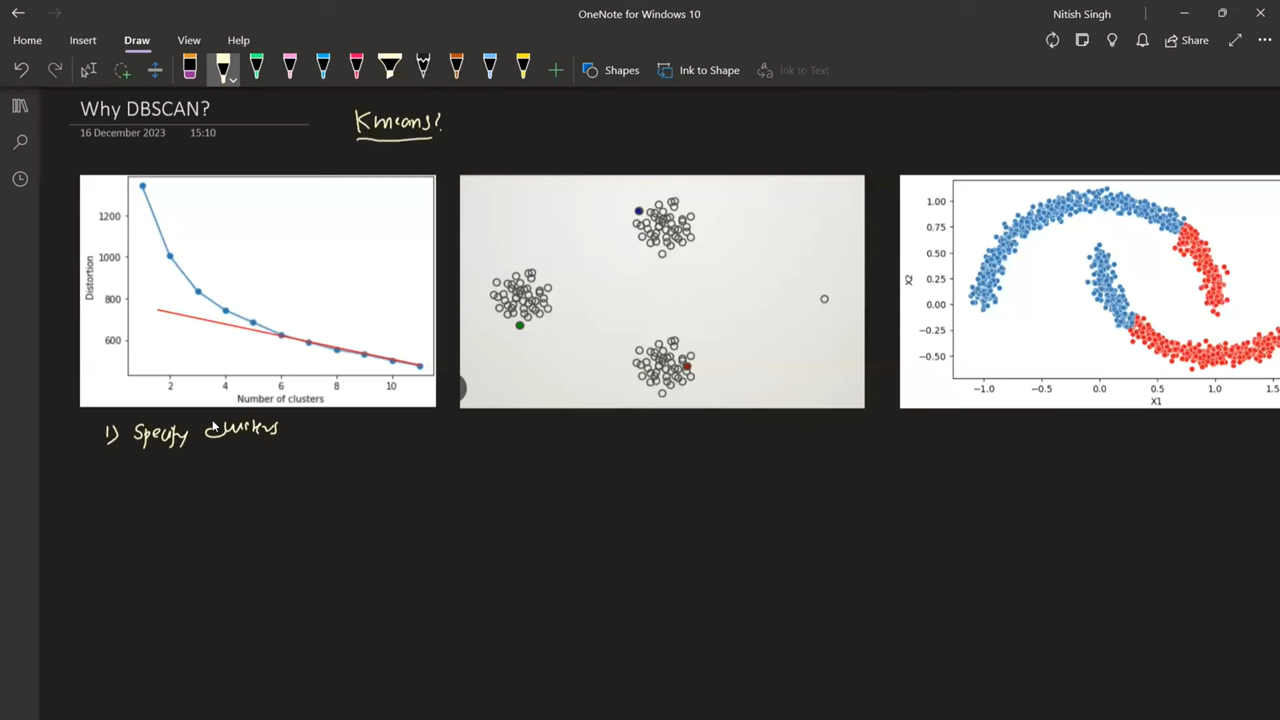 OneNote for Windows 10
Nitish Singh
Home Insert Draw View Help
Share
Shapes Ink to Shape Ink to Text
Why DBSCAN?
16 December 2023 15:10
Kmeans?
1200
1000
800
600
Distortion
2 4 6 8 10
Number of clusters
1.00
0.75
0.50
0.25
0.00
-0.25
-0.50
X2
-1.0 -0.5 0.0 0.5 1.0 1.5
X1
1) Specify clusters